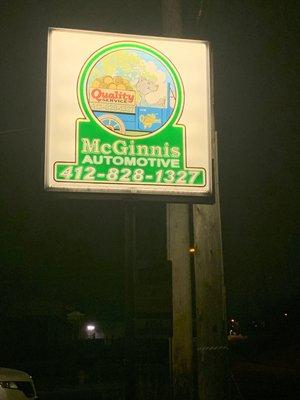 Quality
SERVICE
McGinnis
AUTOMOTIVE
412-828-1327